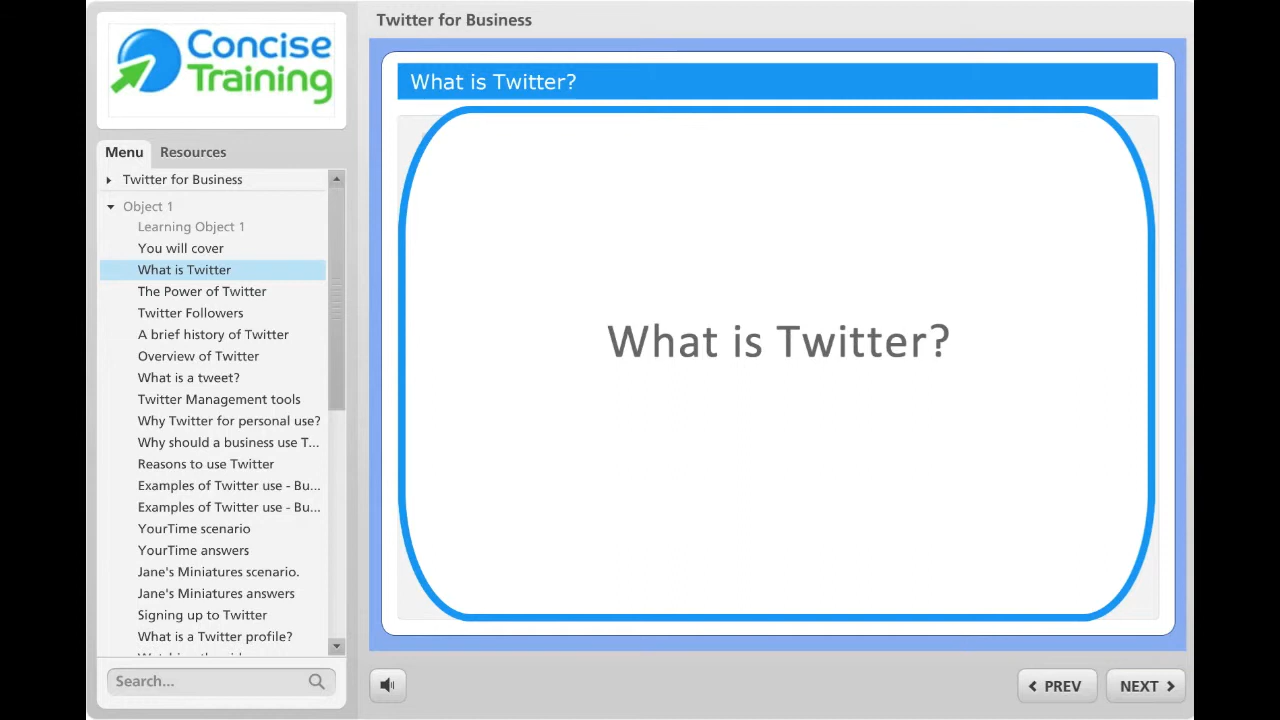 Concise
Training
Twitter for Business
What is Twitter?
Menu
Resources
Twitter for Business
Object 1
Learning Object 1
You will cover
What is Twitter
The Power of Twitter
Twitter Followers
A brief history of Twitter
Overview of Twitter
What is a tweet?
Twitter Management tools
Why Twitter for personal use?
Why should a business use T...
Reasons to use Twitter
Examples of Twitter use - Bu...
Examples of Twitter use - Bu...
YourTime scenario
YourTime answers
Jane's Miniatures scenario.
Jane's Miniatures answers
Signing up to Twitter
What is a Twitter profile?
Search...
What is Twitter?
PREV
NEXT